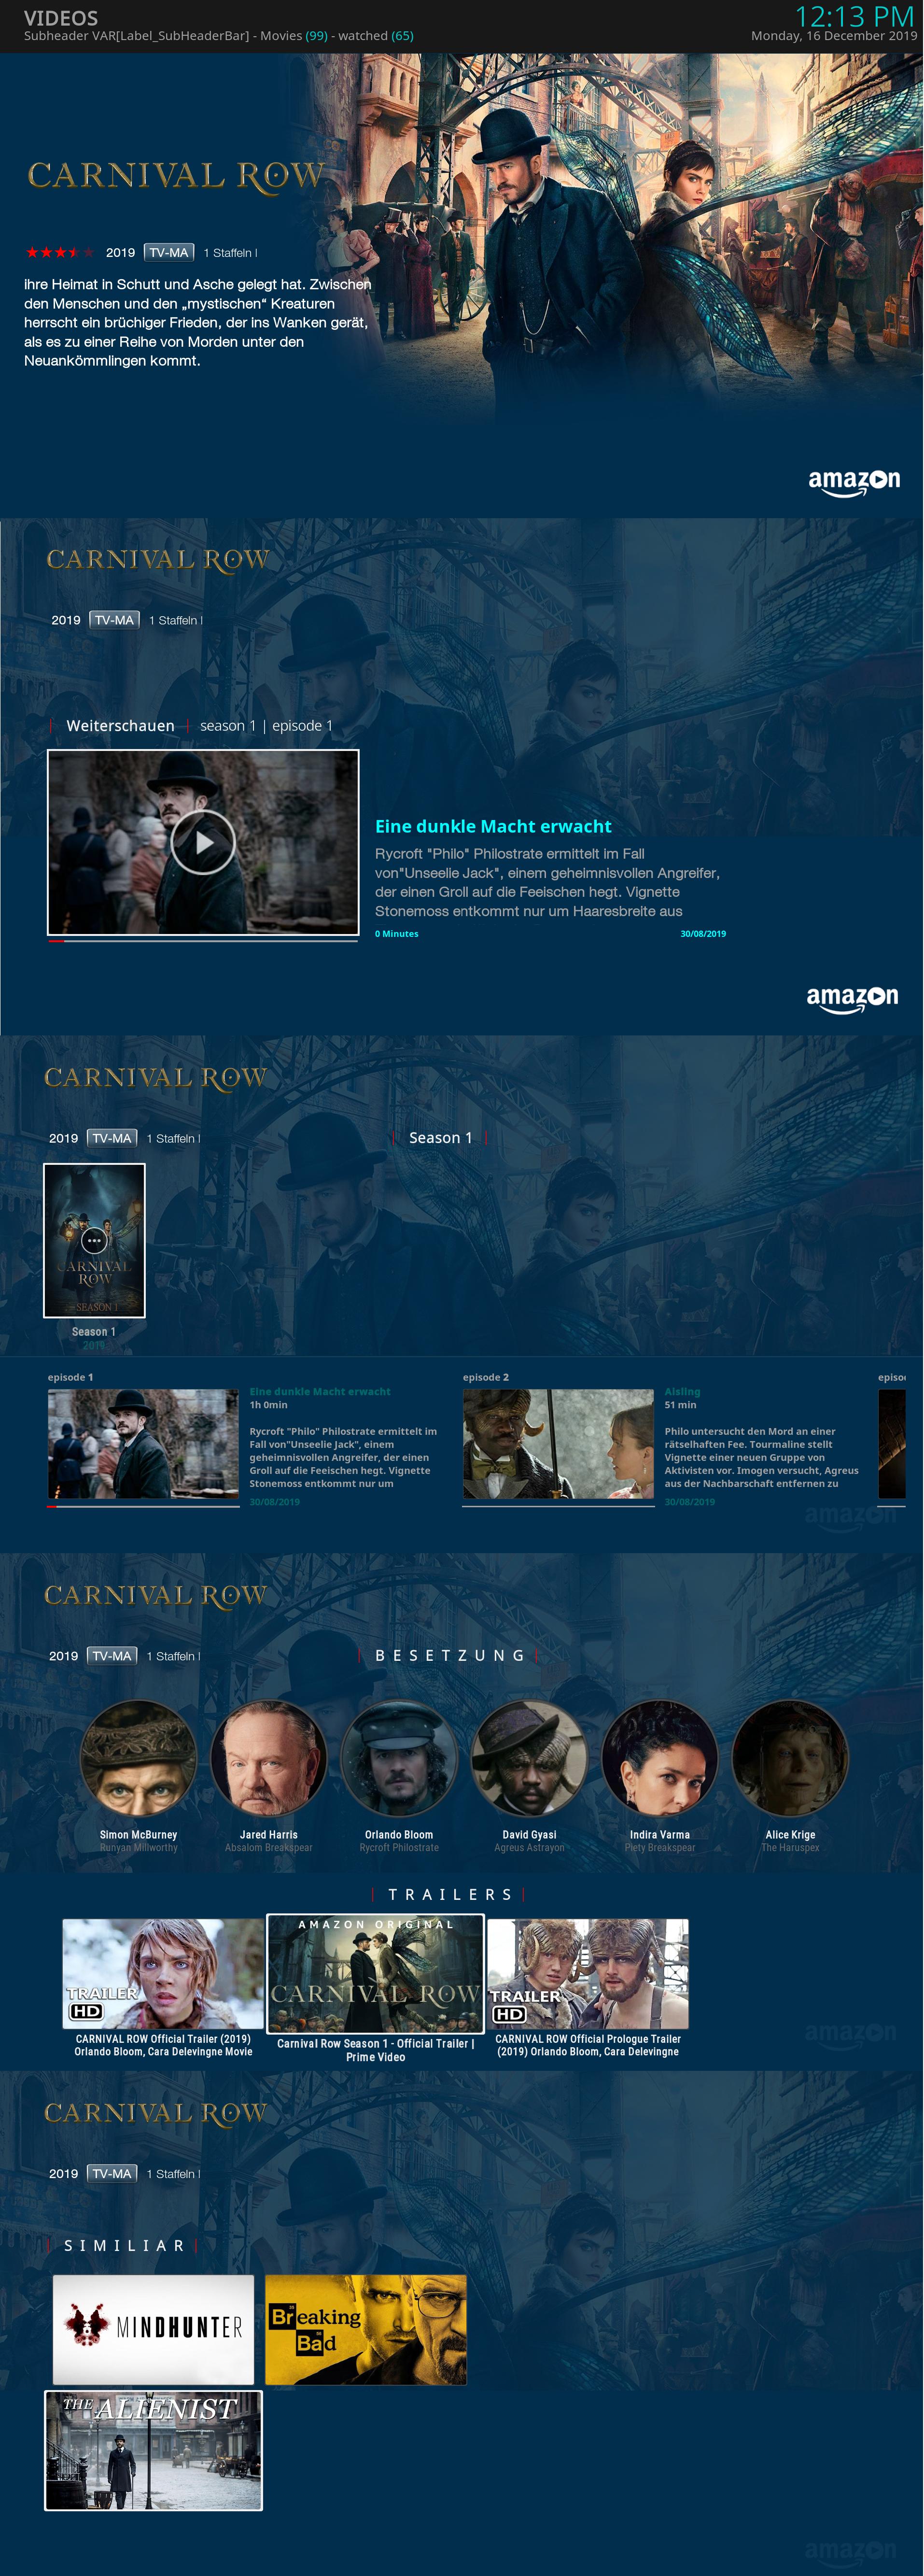 VIDEOS
12:13 PM
Subheader VAR[Label_SubHeaderBar] - Movies (99) - watched (65)
Monday, 16 December 2019
CARNIVAL ROW
2019 TV-MA 1 Staffeln |
ihre Heimat in Schutt und Asche gelegt hat. Zwischen
den Menschen und den „mystischen“ Kreaturen
herrscht ein brüchiger Frieden, der ins Wanken gerät,
als es zu einer Reihe von Morden unter den
Neuankömmlingen kommt.
amazon
CARNIVAL ROW
2019 TV-MA 1 Staffeln |
Weiterschauen | season 1 | episode 1
Eine dunkle Macht erwacht
Rycroft "Philo" Philostrate ermittelt im Fall
von"Unseelie Jack", einem geheimnisvollen Angreifer,
der einen Groll auf die Feeischen hegt. Vignette
Stonemoss entkommt nur um Haaresbreite aus
0 Minutes 30/08/2019
amazon
CARNIVAL ROW
2019 TV-MA 1 Staffeln |
Season 1
CARNIVAL
ROW
SEASON 1
Season 1
2019
episode 1
Eine dunkle Macht erwacht
1h 0min
Rycroft "Philo" Philostrate ermittelt im
Fall von"Unseelie Jack", einem
geheimnisvollen Angreifer, der einen
Groll auf die Feeischen hegt. Vignette
Stonemoss entkommt nur um
30/08/2019
episode 2
Aisling
51 min
Philo untersucht den Mord an einer
rätselhaften Fee. Tourmaline stellt
Vignette einer neuen Gruppe von
Aktivisten vor. Imogen versucht, Agreus
aus der Nachbarschaft entfernen zu
30/08/2019
amazon
CARNIVAL ROW
2019 TV-MA 1 Staffeln |
BESETZUNG
Simon McBurney
Runyan Millworthy
Jared Harris
Absalom Breakspear
Orlando Bloom
Rycroft Philostrate
David Gyasi
Agreus Astrayon
Indira Varma
Piety Breakspear
Alice Krige
The Haruspex
TRAILERS
TRAILER
HD
CARNIVAL ROW Official Trailer (2019)
Orlando Bloom, Cara Delevingne Movie
AMAZON ORIGINAL
CARNIVAL ROW
Carnival Row Season 1 - Official Trailer |
Prime Video
TRAILER
HD
CARNIVAL ROW Official Prologue Trailer
(2019) Orlando Bloom, Cara Delevingne
amazon
CARNIVAL ROW
2019 TV-MA 1 Staffeln |
SIMILIAR
MINDHUNTER
Breaking
Bad
THE ALIENIST
amazon